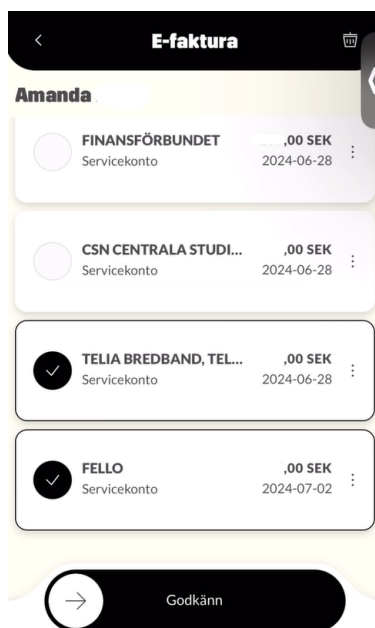 E-faktura
Amanda
FINANSFÖRBUNDET ,00 SEK
Servicekonto 2024-06-28
CSN CENTRALA STUDI... ,00 SEK
Servicekonto 2024-06-28
TELIA BREDBAND, TEL... ,00 SEK
Servicekonto 2024-06-28
FELLO ,00 SEK
Servicekonto 2024-07-02
Godkänn